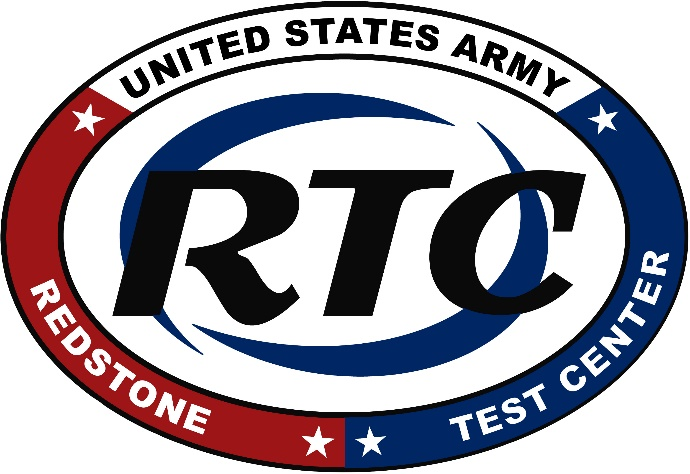 UNITED STATES ARMY
RTC
REDSTONE
TEST CENTER